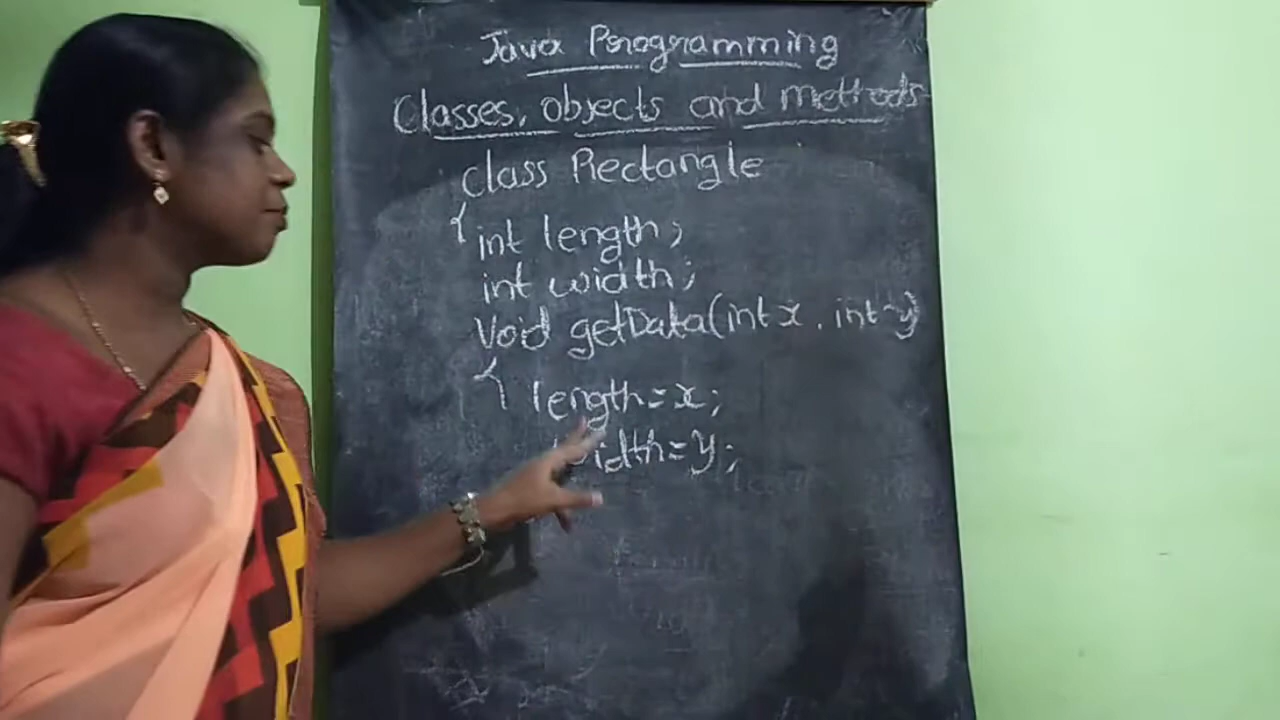 Java Programming
Classes, objects and methods
class Rectangle
{ int length;
int width;
Void getData(int x, int y)
{ length=x;
width=y;